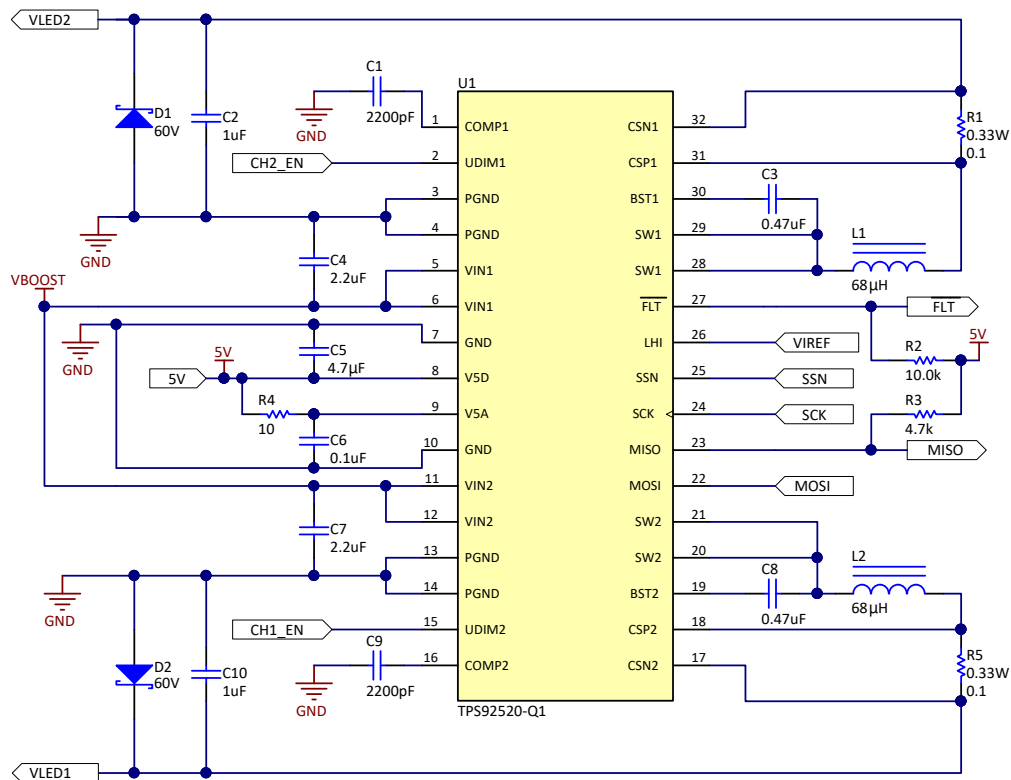 VLED2
C1
2200pF
GND
U1
D1
60V
C2
1uF
R1
0.33W
0.1
1 COMP1 CSN1 32
CH2_EN 2 UDIM1 CSP1 31
3 PGND BST1 30
C3
0.47uF
4 PGND SW1 29
GND
C4
2.2uF
5 VIN1 SW1 28
L1
68µH
VBOOST
6 VIN1 FLT 27 FLT
GND
7 GND LHI 26 VIREF
C5
4.7µF
5V
5V 8 V5D SSN 25 SSN
R2
10.0k
5V
R4
10
9 V5A SCK 24 SCK
R3
4.7k
C6
0.1uF
10 GND MISO 23 MISO
11 VIN2 MOSI 22 MOSI
12 VIN2 SW2 21
C7
2.2uF
13 PGND SW2 20
L2
68µH
14 PGND BST2 19
C8
0.47uF
GND
CH1_EN 15 UDIM2 CSP2 18
16 COMP2 CSN2 17
C9
2200pF
GND
D2
60V
C10
1uF
R5
0.33W
0.1
TPS92520-Q1
VLED1